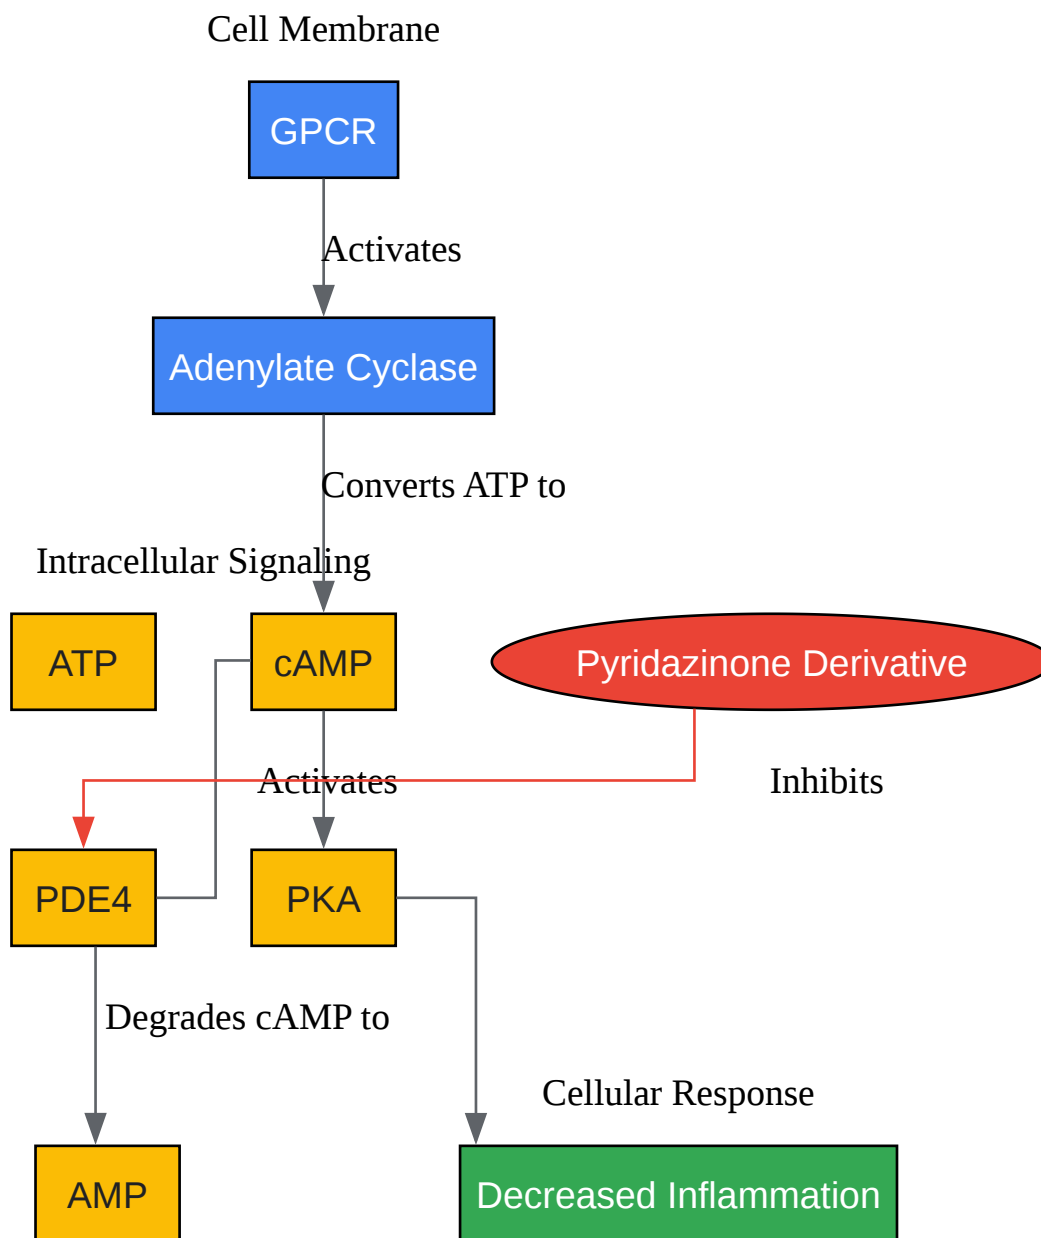 Cell Membrane
GPCR
Activates
Adenylate Cyclase
Converts ATP to
Intracellular Signaling
ATP
cAMP
Pyridazinone Derivative
Activates
Inhibits
PDE4
PKA
Degrades cAMP to
Cellular Response
AMP
Decreased Inflammation